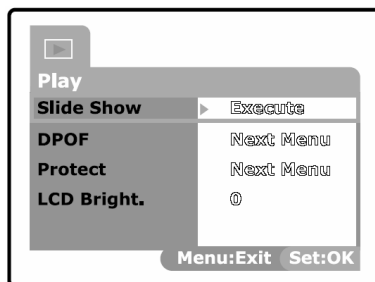 Play
Slide Show Execute
DPOF Next Menu
Protect Next Menu
LCD Bright. 0
Menu:Exit Set:OK